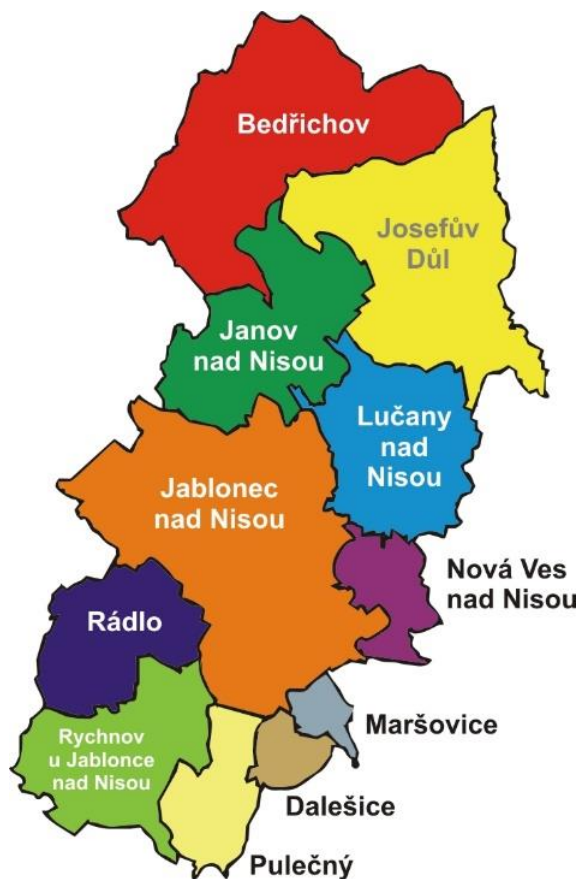 Bedřichov
Josefův
Důl
Janov
nad Nisou
Lučany
nad
Nisou
Jablonec
nad Nisou
Nová Ves
nad Nisou
Rádlo
Maršovice
Rychnov
u Jablonce
nad Nisou
Dalešice
Pulečný